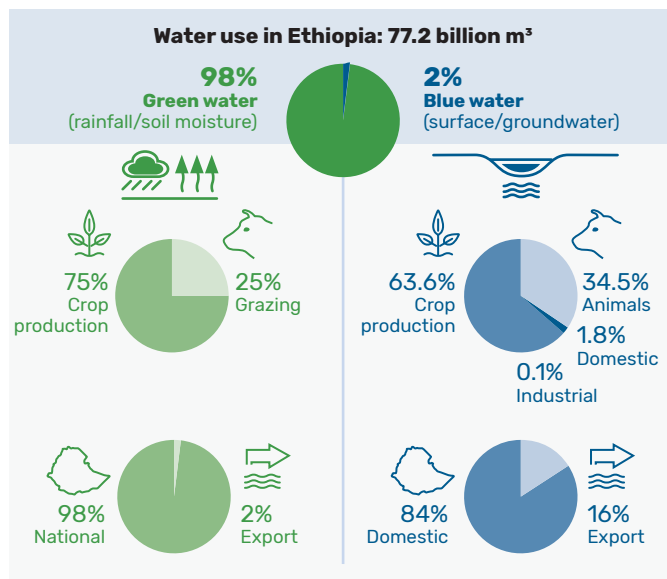 Water use in Ethiopia: 77.2 billion m³
98%
Green water
(rainfall/soil moisture)
2%
Blue water
(surface/groundwater)
75%
Crop
production
25%
Grazing
63.6%
Crop
production
34.5%
Animals
1.8%
Domestic
0.1%
Industrial
98%
National
2%
Export
84%
Domestic
16%
Export